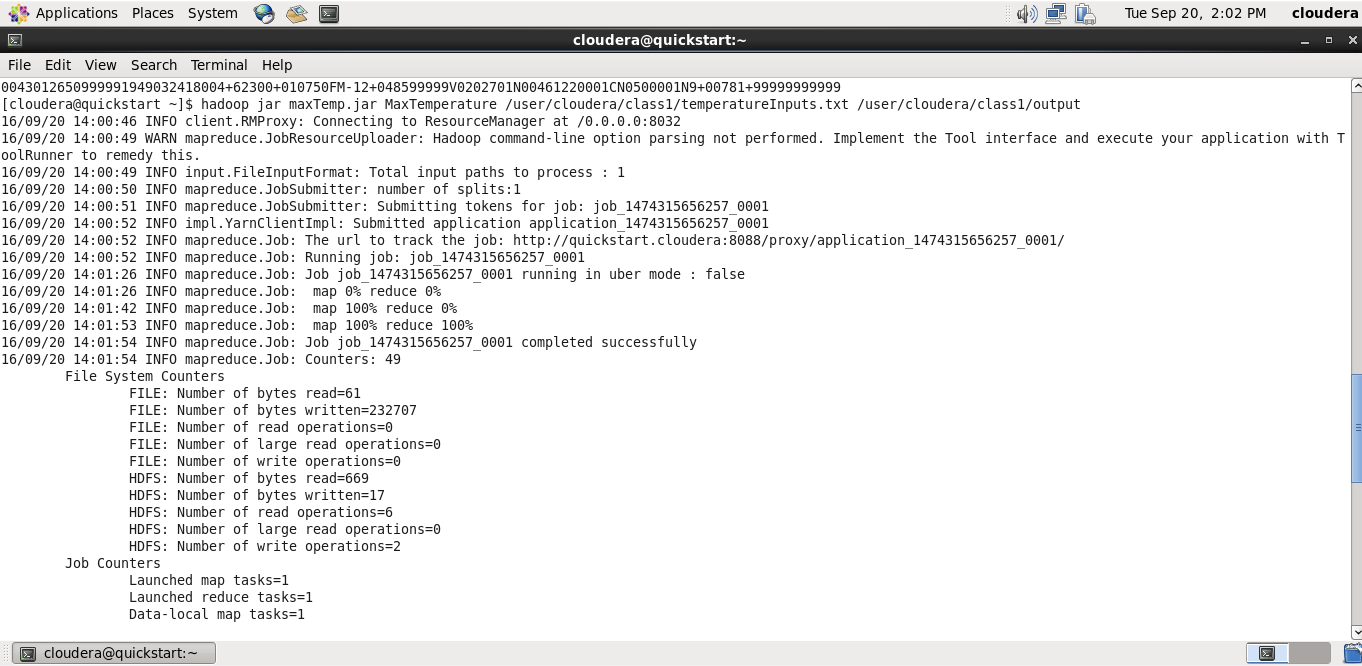 Applications Places System
Tue Sep 20, 2:02 PM cloudera
cloudera@quickstart:~
File Edit View Search Terminal Help
0043012650999991949032418004+62300+010750FM-12+048599999V0202701N00461220001CN0500001N9+00781+99999999999
[cloudera@quickstart ~]$ hadoop jar maxTemp.jar MaxTemperature /user/cloudera/class1/temperatureInputs.txt /user/cloudera/class1/output
16/09/20 14:00:46 INFO client.RMProxy: Connecting to ResourceManager at /0.0.0.0:8032
16/09/20 14:00:49 WARN mapreduce.JobResourceUploader: Hadoop command-line option parsing not performed. Implement the Tool interface and execute your application with T
oolRunner to remedy this.
16/09/20 14:00:49 INFO input.FileInputFormat: Total input paths to process : 1
16/09/20 14:00:50 INFO mapreduce.JobSubmitter: number of splits:1
16/09/20 14:00:51 INFO mapreduce.JobSubmitter: Submitting tokens for job: job_1474315656257_0001
16/09/20 14:00:52 INFO impl.YarnClientImpl: Submitted application application_1474315656257_0001
16/09/20 14:00:52 INFO mapreduce.Job: The url to track the job: http://quickstart.cloudera:8088/proxy/application_1474315656257_0001/
16/09/20 14:00:52 INFO mapreduce.Job: Running job: job_1474315656257_0001
16/09/20 14:01:26 INFO mapreduce.Job: Job job_1474315656257_0001 running in uber mode : false
16/09/20 14:01:26 INFO mapreduce.Job:  map 0% reduce 0%
16/09/20 14:01:42 INFO mapreduce.Job:  map 100% reduce 0%
16/09/20 14:01:53 INFO mapreduce.Job:  map 100% reduce 100%
16/09/20 14:01:54 INFO mapreduce.Job: Job job_1474315656257_0001 completed successfully
16/09/20 14:01:54 INFO mapreduce.Job: Counters: 49
File System Counters
FILE: Number of bytes read=61
FILE: Number of bytes written=232707
FILE: Number of read operations=0
FILE: Number of large read operations=0
FILE: Number of write operations=0
HDFS: Number of bytes read=669
HDFS: Number of bytes written=17
HDFS: Number of read operations=6
HDFS: Number of large read operations=0
HDFS: Number of write operations=2
Job Counters
Launched map tasks=1
Launched reduce tasks=1
Data-local map tasks=1
cloudera@quickstart:~